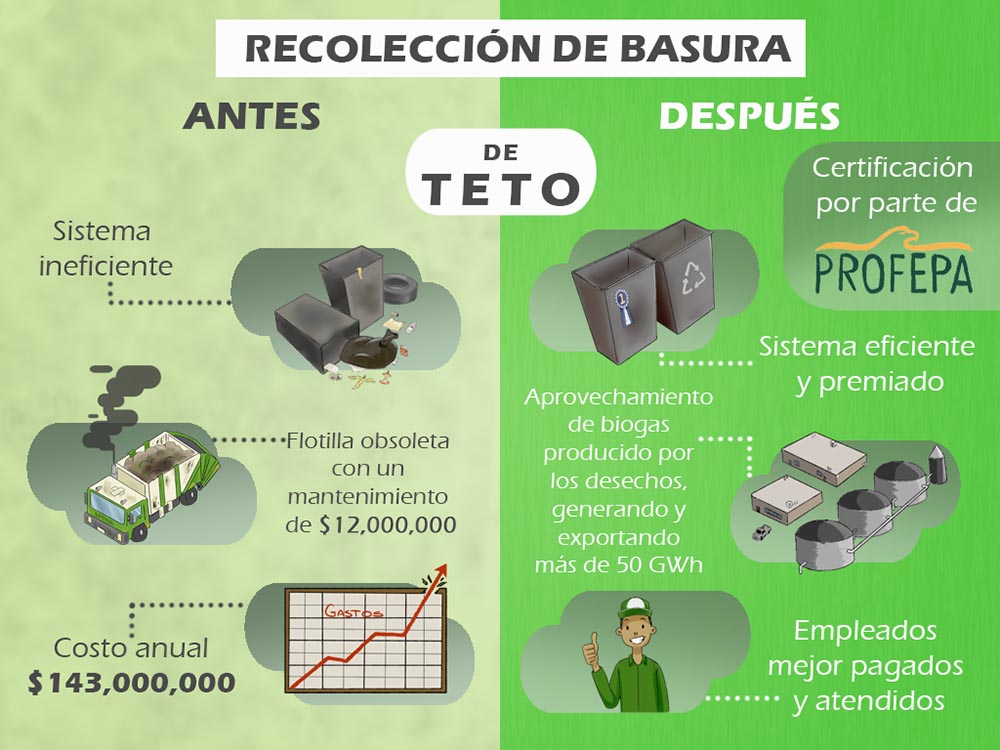 RECOLECCIÓN DE BASURA
ANTES
DESPUÉS
DE
TETO
Sistema
ineficiente
Flotilla obsoleta
con un
mantenimiento
de $12,000,000
GASTOS
Costo anual
$143,000,000
Certificación
por parte de
PROFEPA
1
Sistema eficiente
y premiado
Aprovechamiento
de biogas
producido por
los desechos,
generando y
exportando
más de 50 GWh
Empleados
mejor pagados
y atendidos